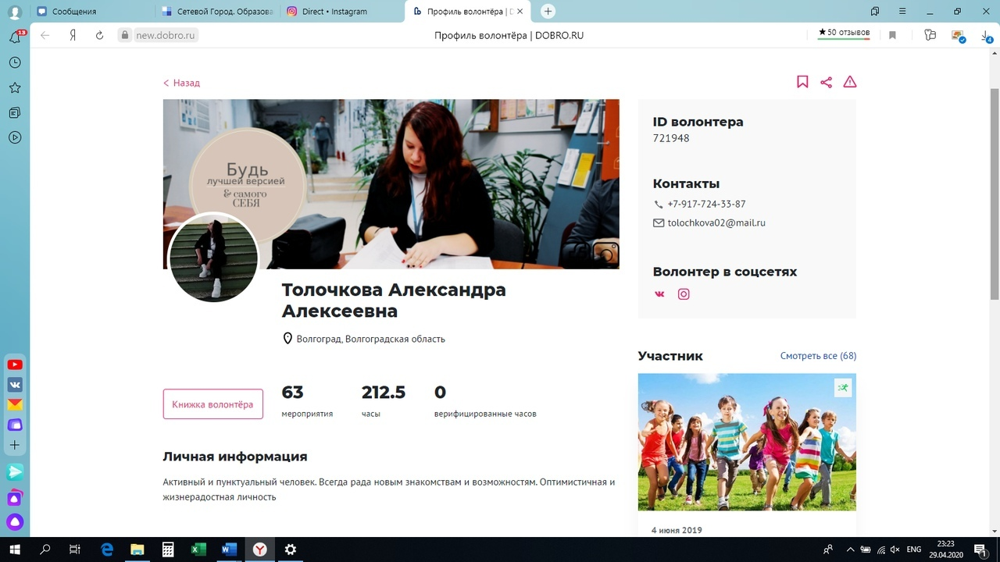 Сообщения
Сетевой Город. Образова
Direct • Instagram
Профиль волонтёра | D
13
Я
new.dobro.ru
Профиль волонтёра | DOBRO.RU
★50 отзывов
4
< Назад
Будь
лучшей версией
& самого
СЕБЯ
Толочкова Александра
Алексеевна
Волгоград, Волгоградская область
Книжка волонтёра
63
мероприятия
212.5
часы
0
верифицированные часов
Личная информация
Активный и пунктуальный человек. Всегда рада новым знакомствам и возможностям. Оптимистичная и
жизнерадостная личность
ID волонтера
721948
Контакты
+7-917-724-33-87
tolochkova02@mail.ru
Волонтер в соцсетях
Участник
Смотреть все (68)
4 июня 2019
ENG
23:23
29.04.2020
1